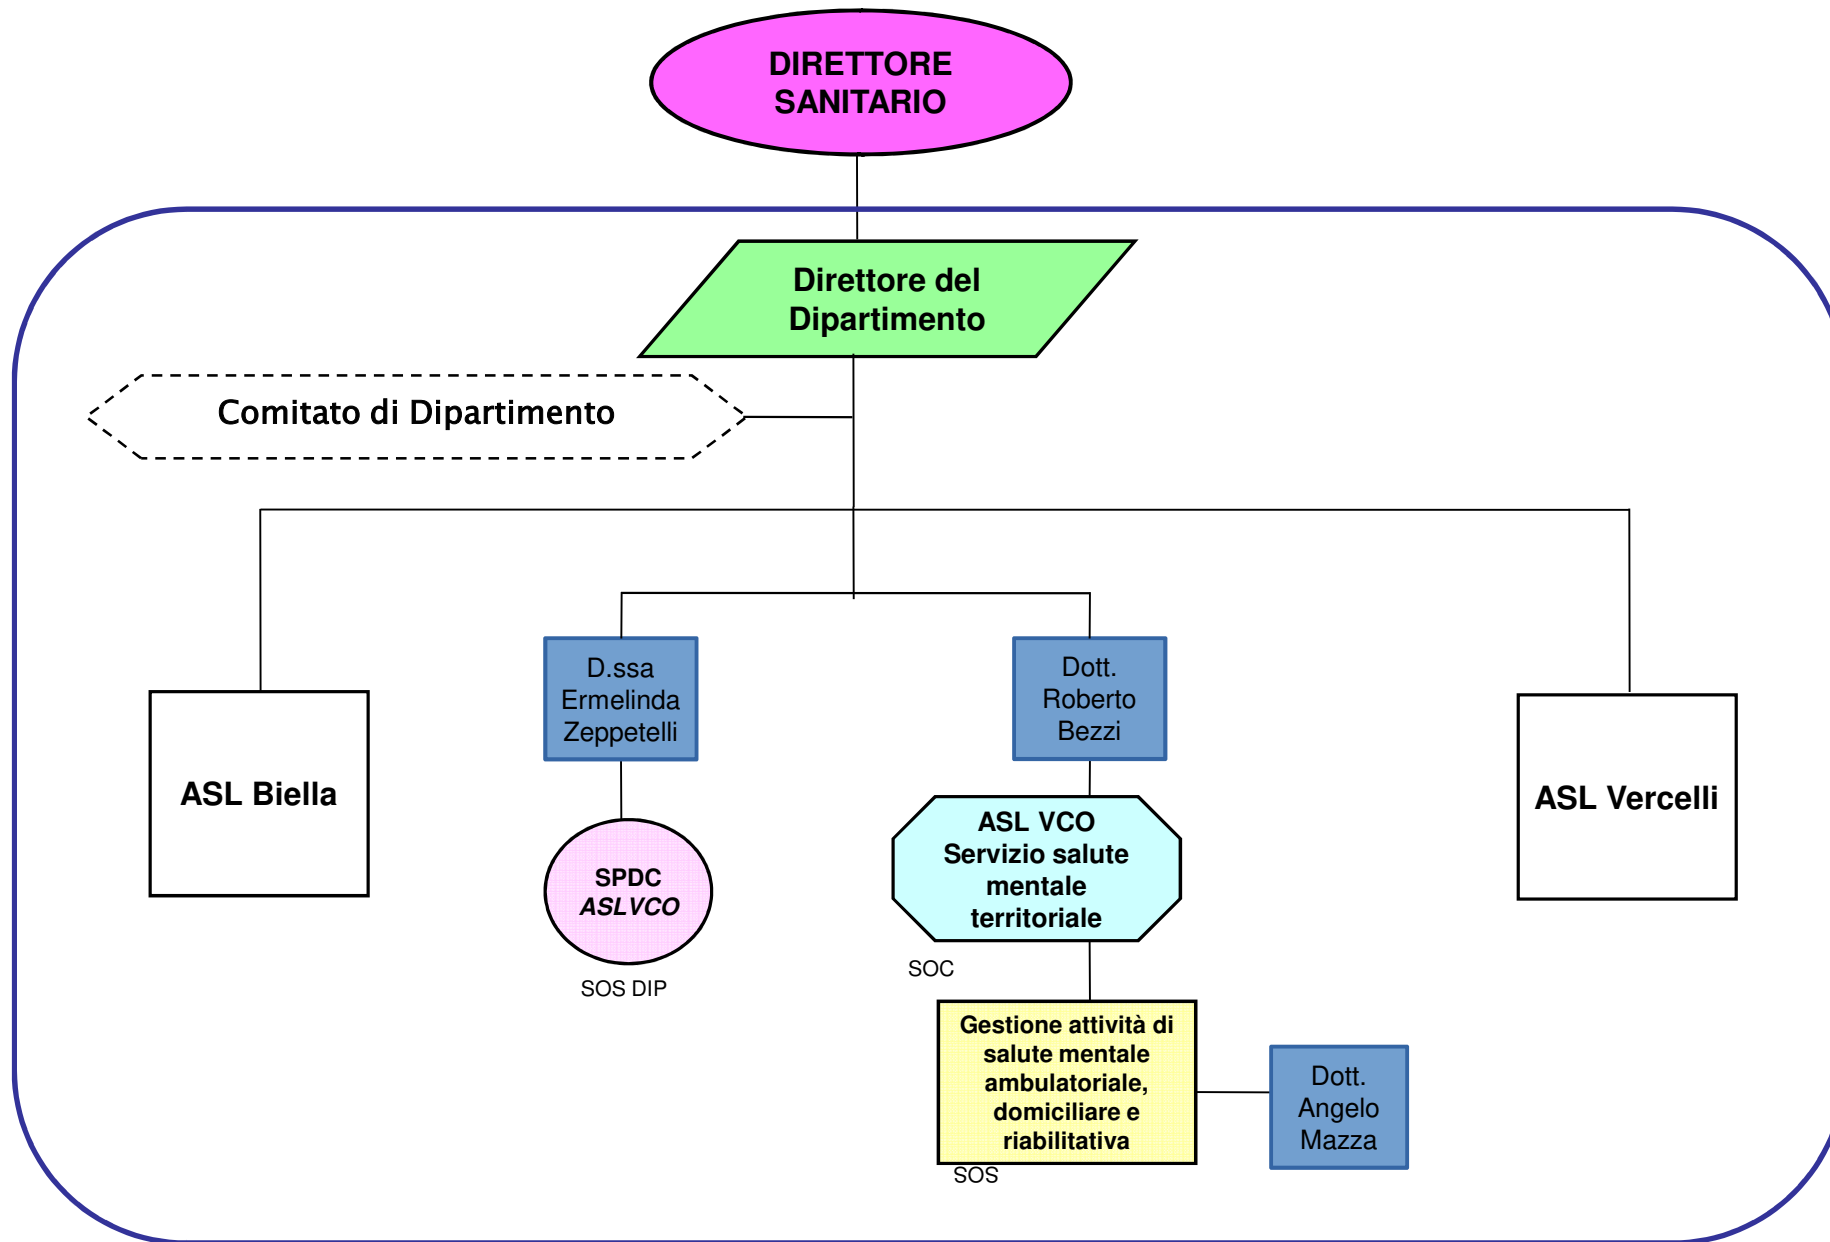 DIRETTORE
SANITARIO
Direttore del
Dipartimento
Comitato di Dipartimento
D.ssa
Ermelinda
Zeppetelli
Dott.
Roberto
Bezzi
ASL Biella
ASL Vercelli
SPDC
ASLVCO
SOS DIP
ASL VCO
Servizio salute
mentale
territoriale
SOC
Gestione attività di
salute mentale
ambulatoriale,
domiciliare e
riabilitativa
SOS
Dott.
Angelo
Mazza